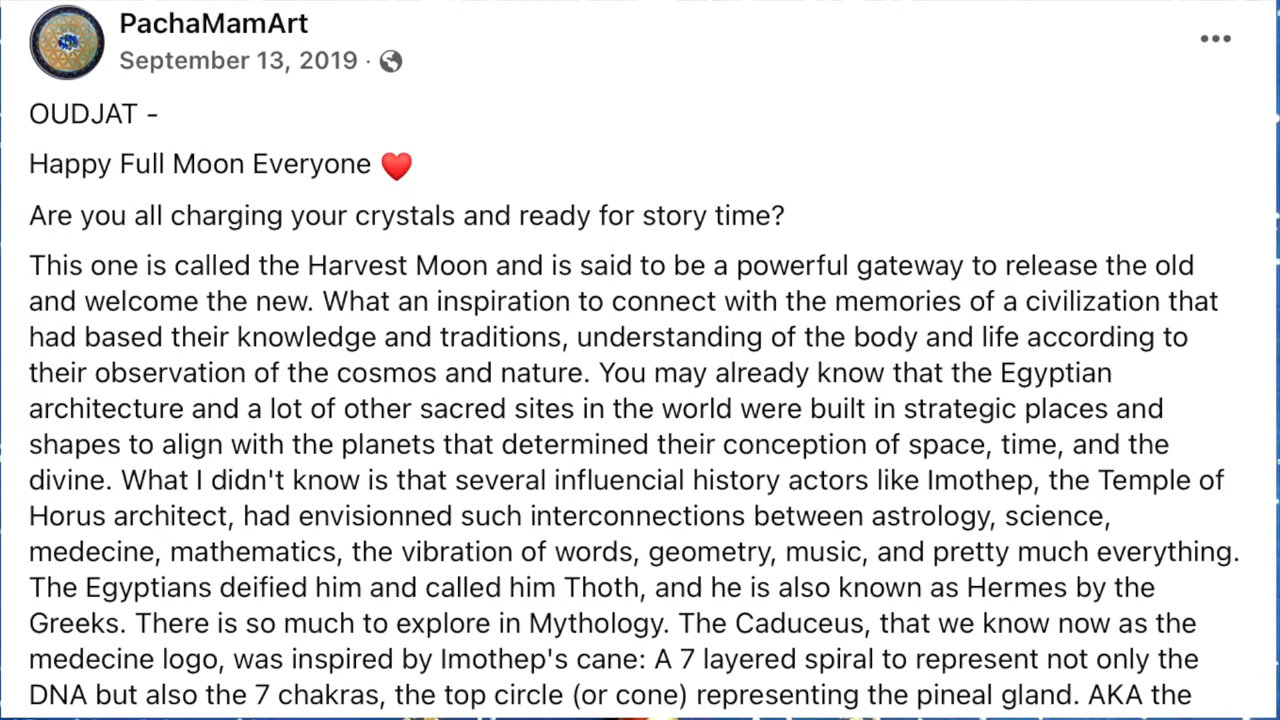 PachaMamArt
September 13, 2019 ·
OUDJAT -
Happy Full Moon Everyone ❤️
Are you all charging your crystals and ready for story time?
This one is called the Harvest Moon and is said to be a powerful gateway to release the old
and welcome the new. What an inspiration to connect with the memories of a civilization that
had based their knowledge and traditions, understanding of the body and life according to
their observation of the cosmos and nature. You may already know that the Egyptian
architecture and a lot of other sacred sites in the world were built in strategic places and
shapes to align with the planets that determined their conception of space, time, and the
divine. What I didn't know is that several influencial history actors like Imothep, the Temple of
Horus architect, had envisionned such interconnections between astrology, science,
medecine, mathematics, the vibration of words, geometry, music, and pretty much everything.
The Egyptians deified him and called him Thoth, and he is also known as Hermes by the
Greeks. There is so much to explore in Mythology. The Caduceus, that we know now as the
medecine logo, was inspired by Imothep's cane: A 7 layered spiral to represent not only the
DNA but also the 7 chakras, the top circle (or cone) representing the pineal gland. AKA the